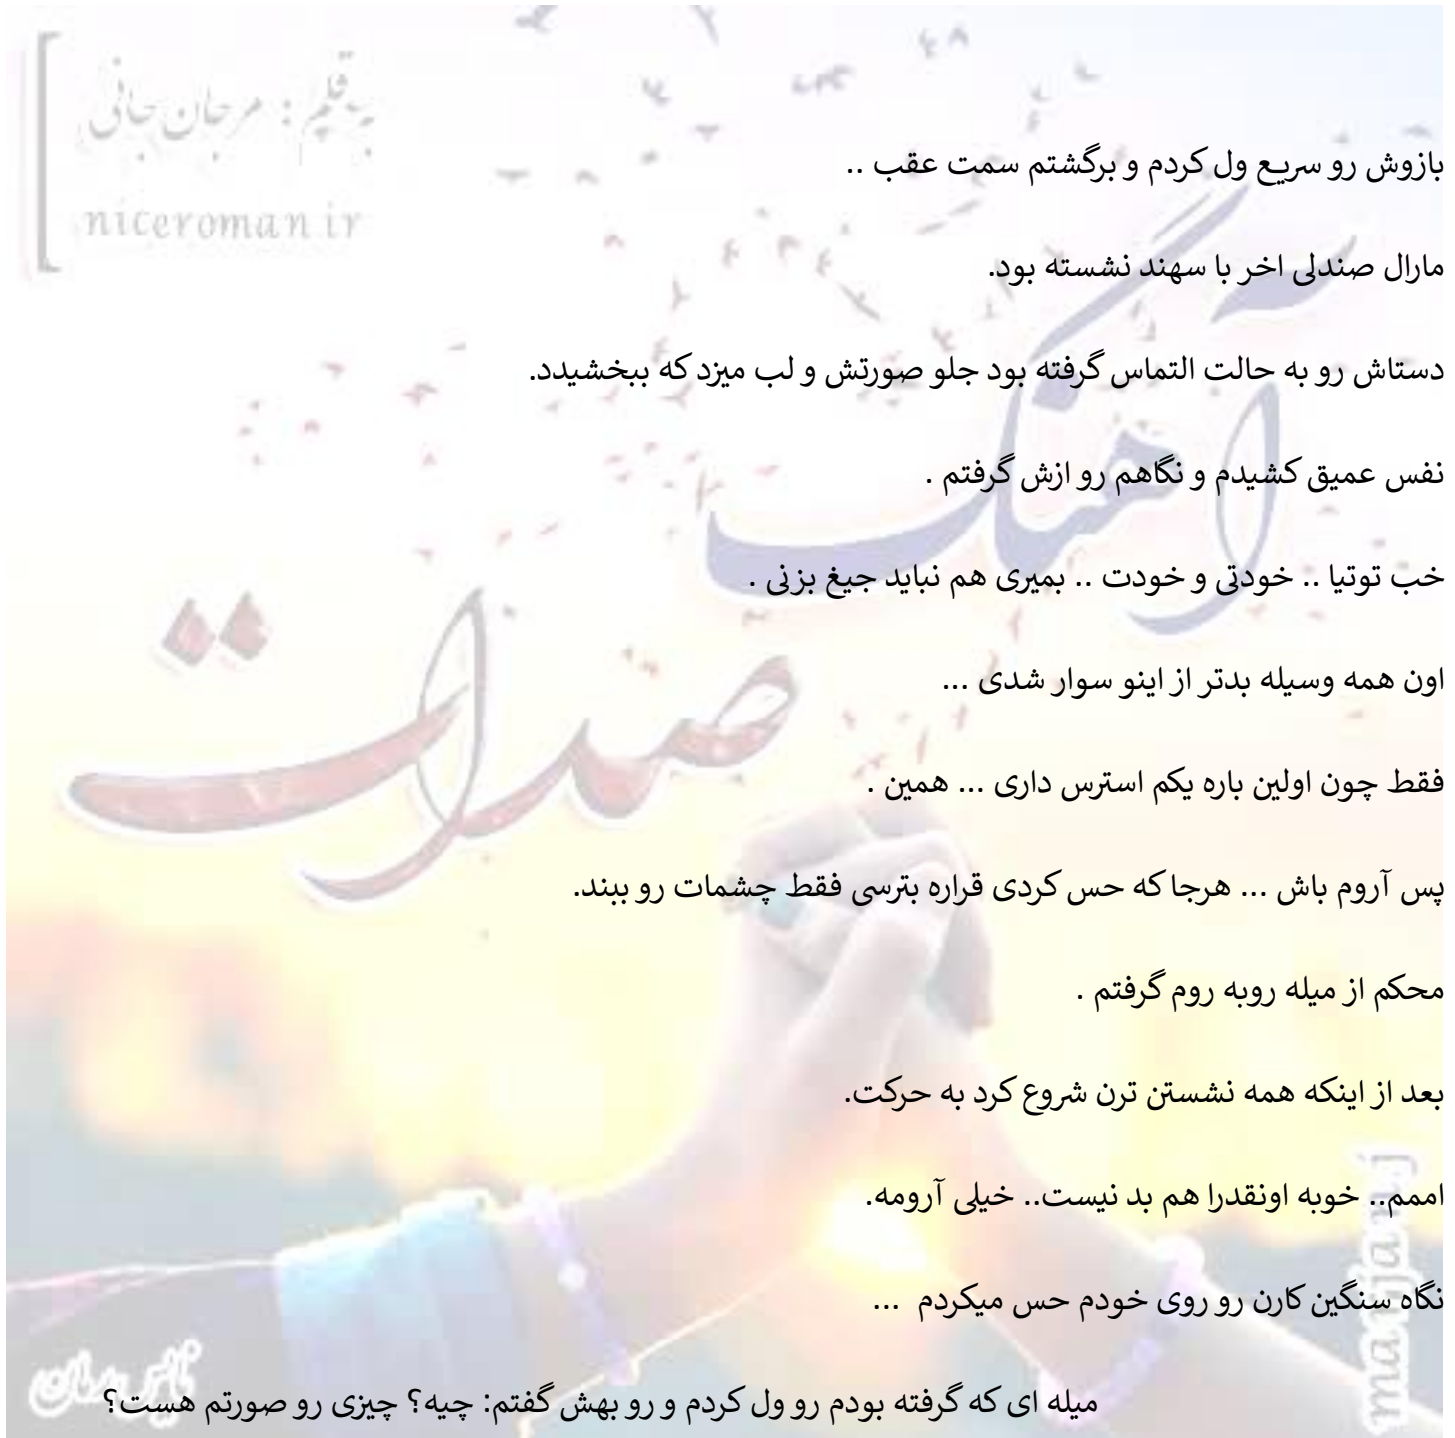 به قلم : مرجان جانی
niceroman.ir
بازوش رو سریع ول کردم و برگشتم سمت عقب ..
مارال صندلی اخر با سهند نشسته بود.
دستاش رو به حالت التماس گرفته بود جلو صورتش و لب میزد که ببخشیدد.
نفس عمیق کشیدم و نگاهم رو ازش گرفتم .
آهنگ
خب توتیا .. خودتی و خودت .. بمیری هم نباید جیغ بزنی .
صدات
اون همه وسیله بدتر از اینو سوار شدی ...
فقط چون اولین باره یکم استرس داری ... همین .
پس آروم باش ... هرجا که حس کردی قراره بترسی فقط چشمات رو ببند.
محکم از میله روبه روم گرفتم .
بعد از اینکه همه نشستن ترن شروع کرد به حرکت.
اممم.. خوبه اونقدرا هم بد نیست.. خیلی آرومه.
نگاه سنگین کارن رو روی خودم حس میکردم ...
میله ای که گرفته بودم رو ول کردم و رو بهش گفتم: چیه؟ چیزی رو صورتم هست؟
نایس رمان
marjan.j